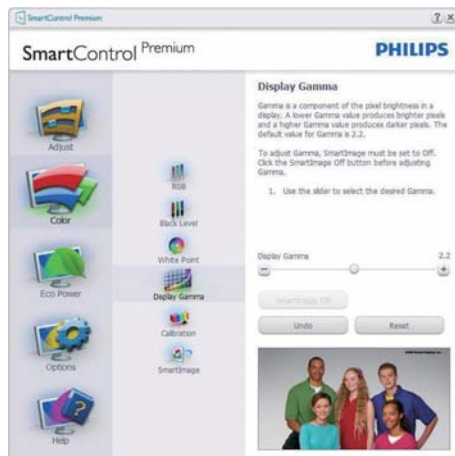 SmartControl Premium
SmartControl Premium
PHILIPS
Adjust
Color
Eco Power
Options
Help
RGB
Black Level
White Point
Display Gamma
Calibration
SmartImage
Display Gamma
Gamma is a component of the pixel brightness in a
display. A lower Gamma value produces brighter pixels
and a higher Gamma value produces darker pixels. The
default value for Gamma is 2.2.
To adjust Gamma, SmartImage must be set to Off.
Click the SmartImage Off button before adjusting
Gamma.
1. Use the slider to select the desired Gamma.
Display Gamma 2.2
SmartImage Off
Undo Reset